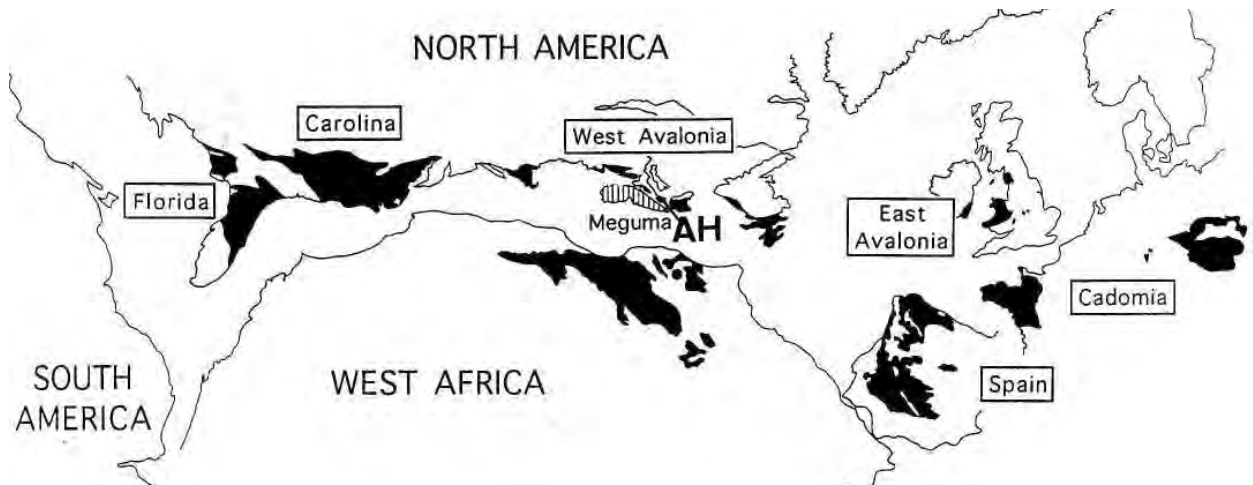 NORTH AMERICA
Carolina
West Avalonia
Florida
Meguma
AH
East
Avalonia
Cadomia
SOUTH
AMERICA
WEST AFRICA
Spain